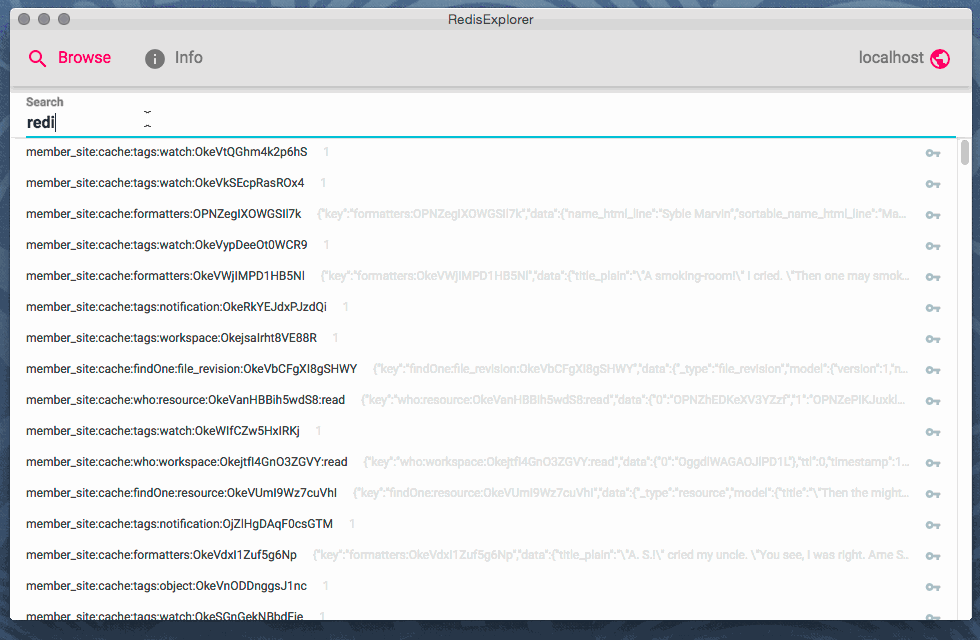 RedisExplorer
Browse Info localhost
Search
redi
member_site:cache:tags:watch:OkeVtQGhm4k2p6hS 1
member_site:cache:tags:watch:OkeVkSEcpRasROx4 1
member_site:cache:formatters:OPNZegIXOWGSIl7k {"key":"formatters:OPNZegIXOWGSIl7k","data":{"name_html_line":"Syble Marvin","sortable_name_html_line":"Ma...
member_site:cache:tags:watch:OkeVypDeeOt0WCR9 1
member_site:cache:formatters:OkeVWjIMPD1HB5NI {"key":"formatters:OkeVWjIMPD1HB5NI","data":{"title_plain":"\"A smoking-room!\" I cried. \"Then one may smok...
member_site:cache:tags:notification:OkeRkYEJdxPJzdQi 1
member_site:cache:tags:workspace:OkejsaIrht8VE88R 1
member_site:cache:findOne:file_revision:OkeVbCFgXI8gSHWY {"key":"findOne:file_revision:OkeVbCFgXI8gSHWY","data":{"_type":"file_revision","model":{"version":1,"n...
member_site:cache:who:resource:OkeVanHBBih5wdS8:read {"key":"who:resource:OkeVanHBBih5wdS8:read","data":{"0":"OPNZhEDKeXV3YZzf","1":"OPNZePIKJuxkl...
member_site:cache:tags:watch:OkeWIfCZw5HxIRKj 1
member_site:cache:who:workspace:OkejtfI4GnO3ZGVY:read {"key":"who:workspace:OkejtfI4GnO3ZGVY:read","data":{"0":"OggdIWAGAOJlPD1L"},"ttl":0,"timestamp":1...
member_site:cache:findOne:resource:OkeVUmI9Wz7cuVhI {"key":"findOne:resource:OkeVUmI9Wz7cuVhI","data":{"_type":"resource","model":{"title":"\"Then the might...
member_site:cache:tags:notification:OjZIHgDAqF0csGTM 1
member_site:cache:formatters:OkeVdxI1Zuf5g6Np {"key":"formatters:OkeVdxI1Zuf5g6Np","data":{"title_plain":"\"A. S.!\" cried my uncle. \"You see, I was right. Arne S...
member_site:cache:tags:object:OkeVnODDnggsJ1nc 1
member_site:cache:tags:watch:OkeSGnGekNBbdEie 1